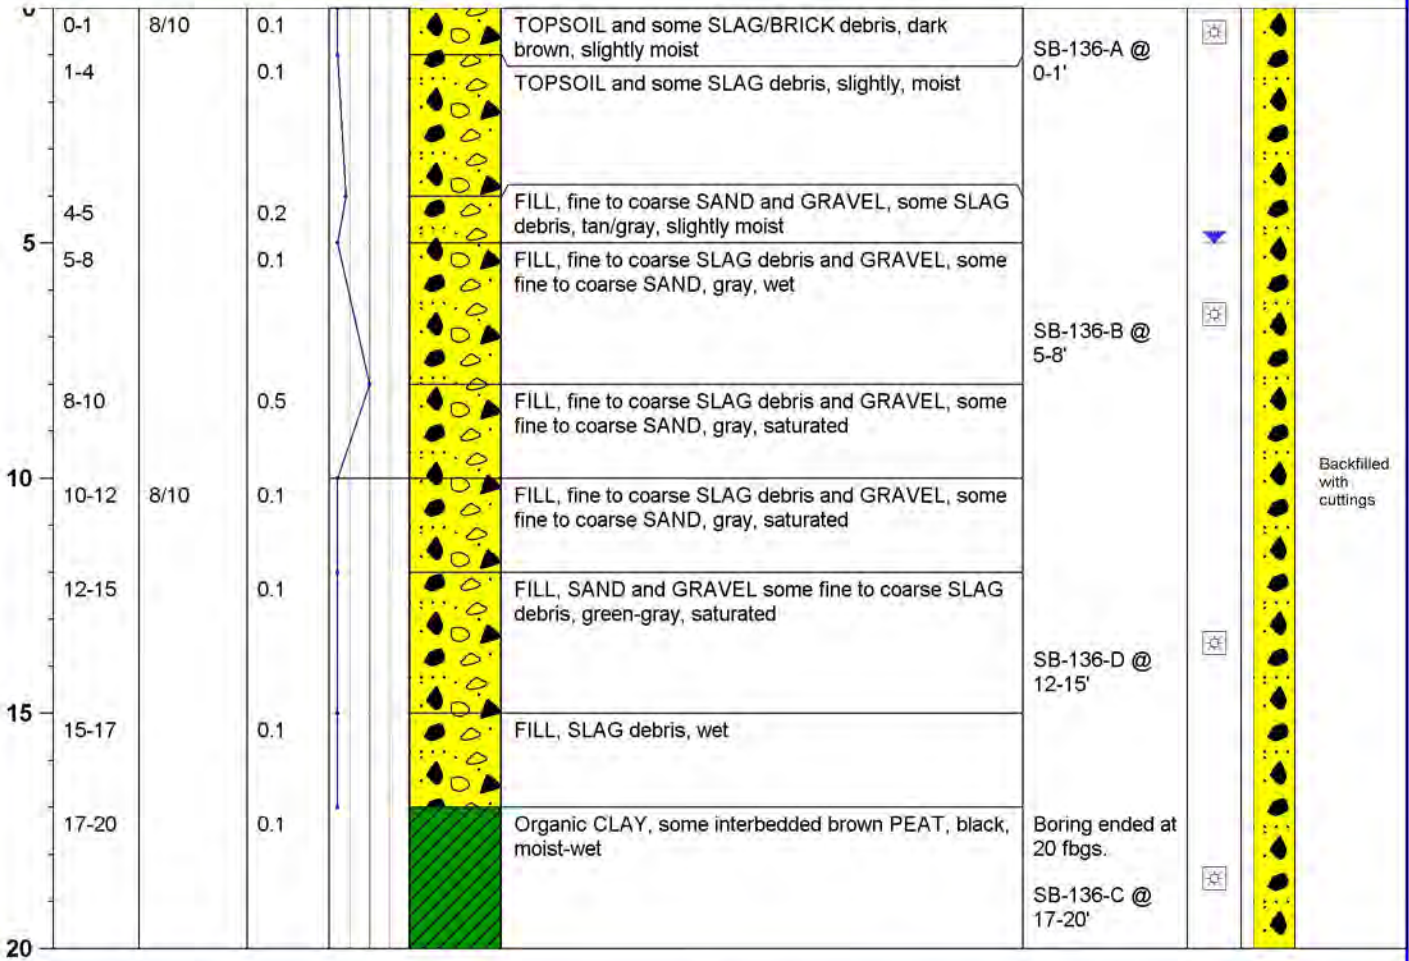 0
0-1 8/10 0.1 TOPSOIL and some SLAG/BRICK debris, dark
brown, slightly moist
SB-136-A @
0-1'
1-4 0.1 TOPSOIL and some SLAG debris, slightly, moist
4-5 0.2 FILL, fine to coarse SAND and GRAVEL, some SLAG
debris, tan/gray, slightly moist
5
5-8 0.1 FILL, fine to coarse SLAG debris and GRAVEL, some
fine to coarse SAND, gray, wet
SB-136-B @
5-8'
8-10 0.5 FILL, fine to coarse SLAG debris and GRAVEL, some
fine to coarse SAND, gray, saturated
10
Backfilled
with
cuttings
10-12 8/10 0.1 FILL, fine to coarse SLAG debris and GRAVEL, some
fine to coarse SAND, gray, saturated
12-15 0.1 FILL, SAND and GRAVEL some fine to coarse SLAG
debris, green-gray, saturated
SB-136-D @
12-15'
15
15-17 0.1 FILL, SLAG debris, wet
17-20 0.1 Organic CLAY, some interbedded brown PEAT, black,
moist-wet
Boring ended at
20 fbgs.
SB-136-C @
17-20'
20